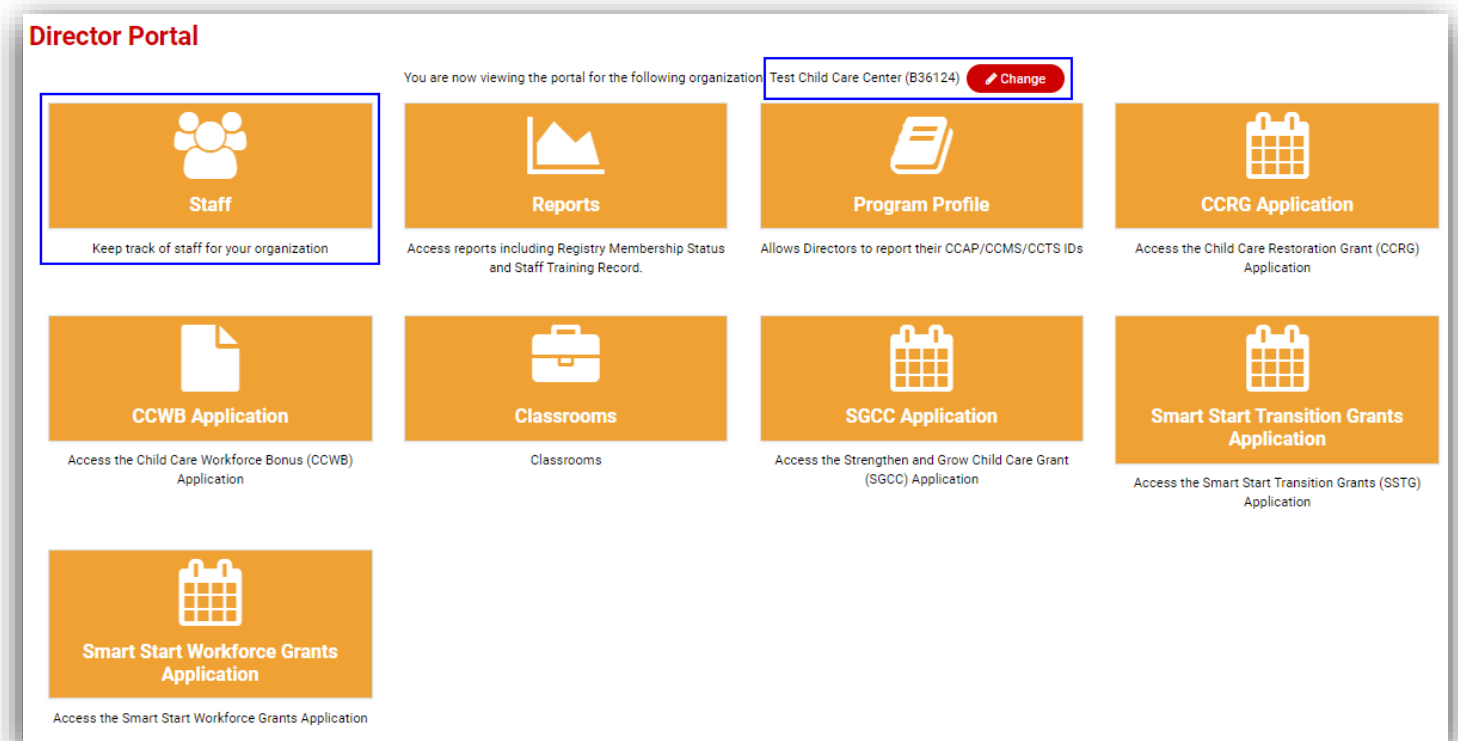 Director Portal
You are now viewing the portal for the following organization: Test Child Care Center (B36124) Change
Staff
Keep track of staff for your organization
Reports
Access reports including Registry Membership Status
and Staff Training Record.
Program Profile
Allows Directors to report their CCAP/CCMS/CCTS IDs
CCRG Application
Access the Child Care Restoration Grant (CCRG)
Application
CCWB Application
Access the Child Care Workforce Bonus (CCWB)
Application
Classrooms
Classrooms
SGCC Application
Access the Strengthen and Grow Child Care Grant
(SGCC) Application
Smart Start Transition Grants
Application
Access the Smart Start Transition Grants (SSTG)
Application
Smart Start Workforce Grants
Application
Access the Smart Start Workforce Grants Application